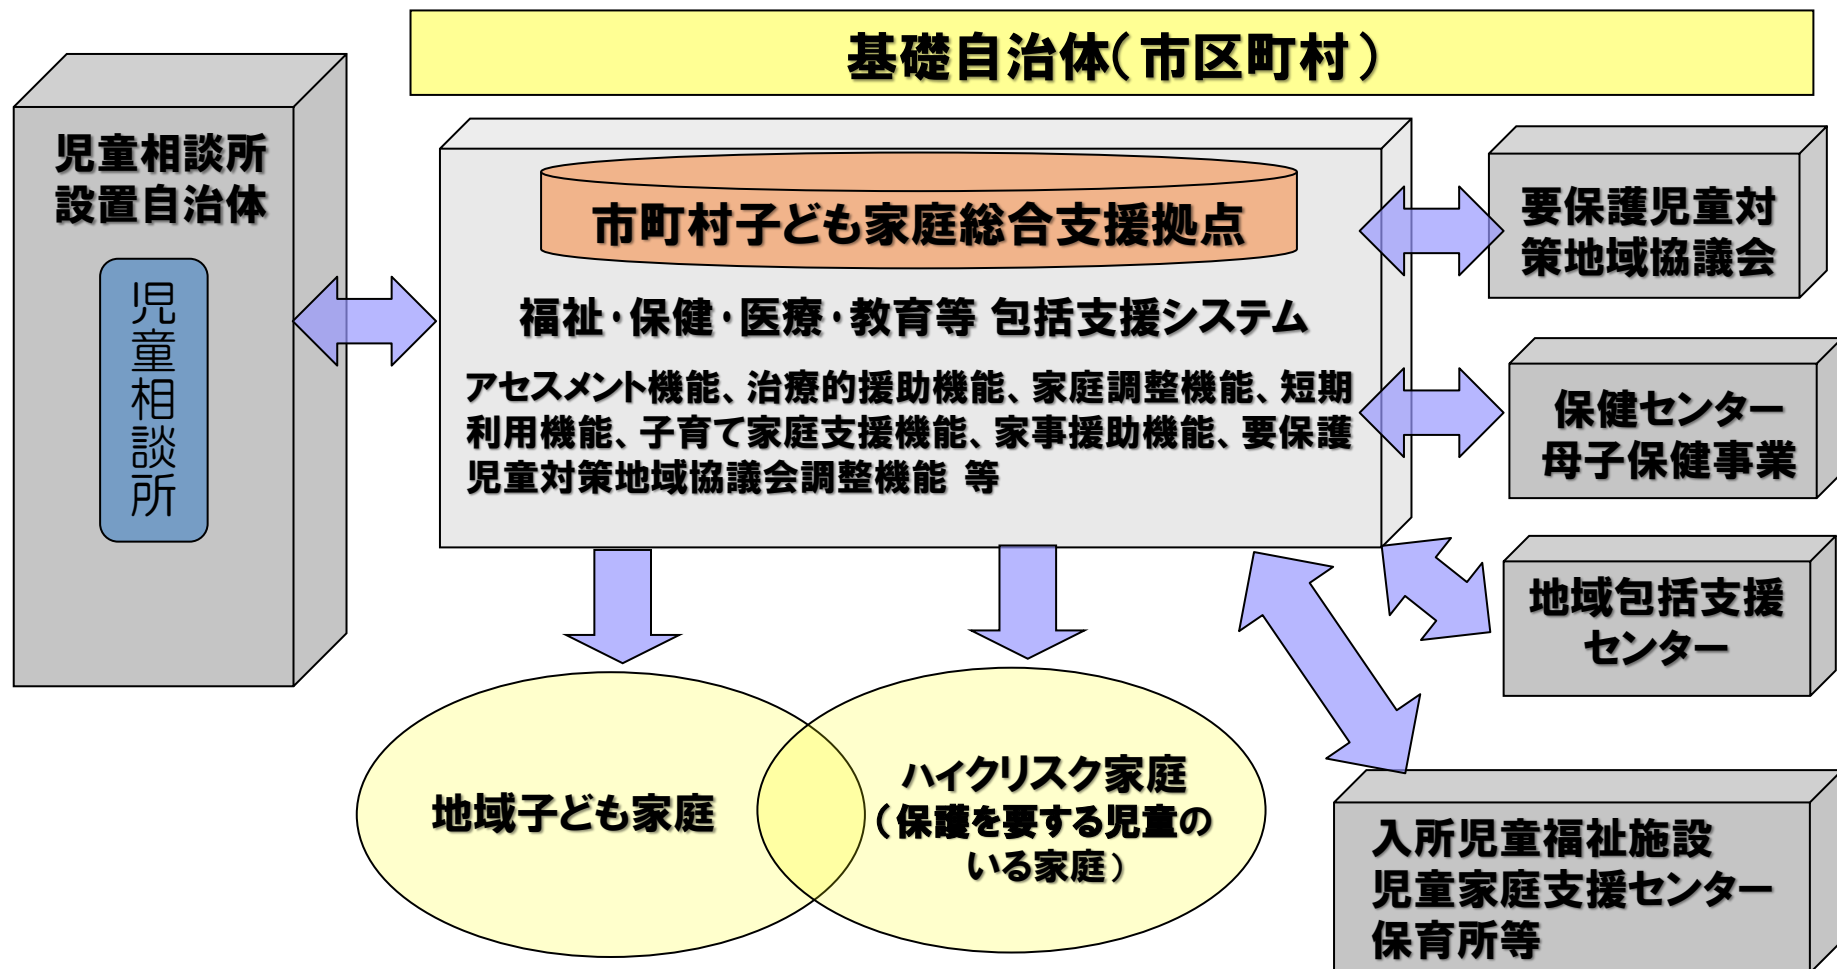 基礎自治体（市区町村）
児童相談所
設置自治体
児童相談所
市町村子ども家庭総合支援拠点
福祉・保健・医療・教育等 包括支援システム
アセスメント機能、治療的援助機能、家庭調整機能、短期
利用機能、子育て家庭支援機能、家事援助機能、要保護
児童対策地域協議会調整機能 等
要保護児童対
策地域協議会
保健センター
母子保健事業
地域包括支援
センター
地域子ども家庭
ハイクリスク家庭
（保護を要する児童の
いる家庭）
入所児童福祉施設
児童家庭支援センター
保育所等